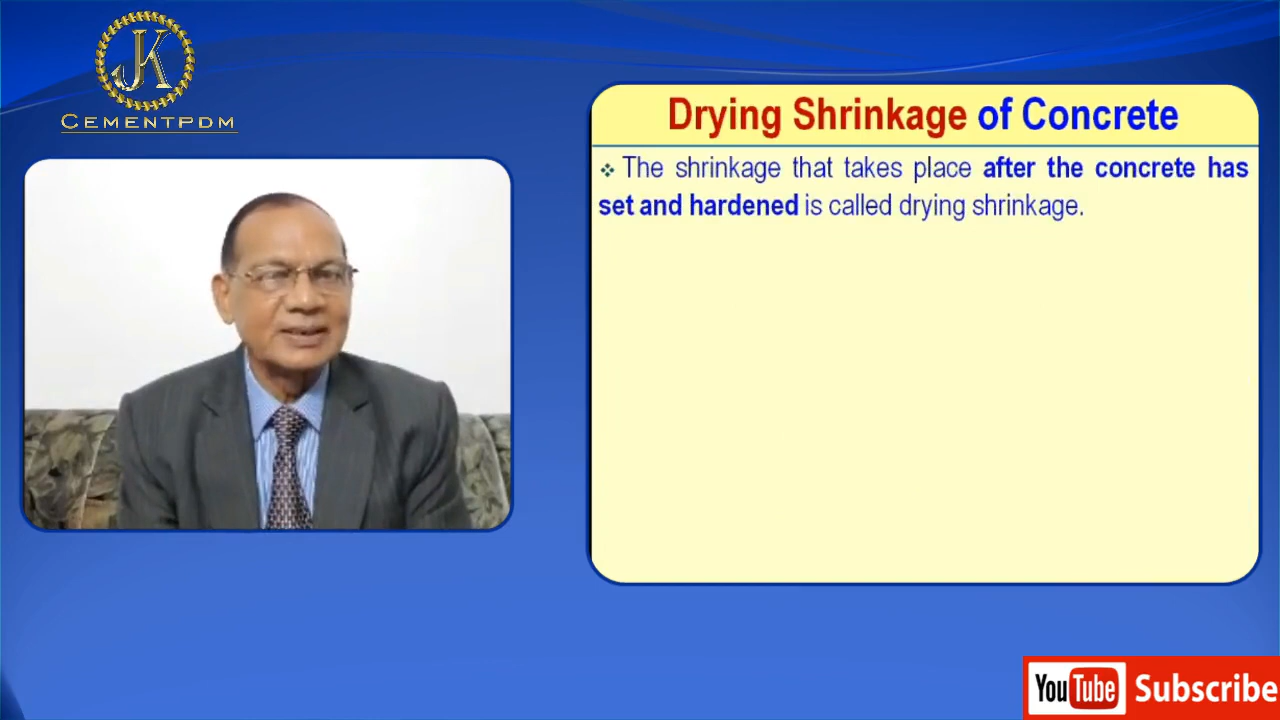 JK
CEMENTPDM
Drying Shrinkage of Concrete
❖ The shrinkage that takes place after the concrete has
set and hardened is called drying shrinkage.
YouTube Subscribe